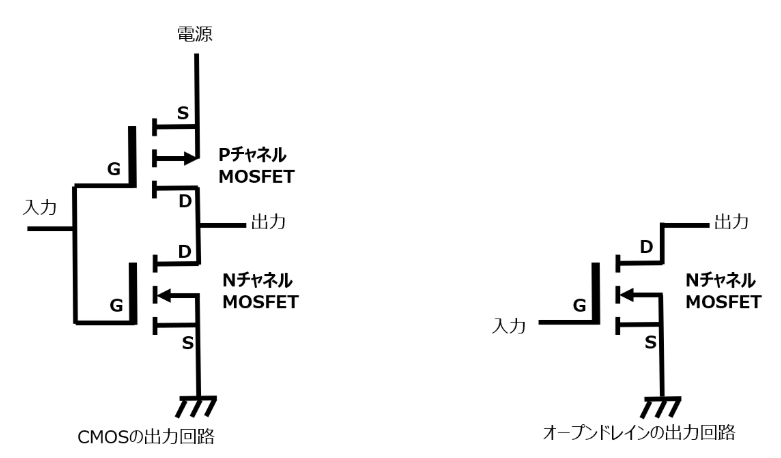 電源
S
Pチャネル
MOSFET
G
D
入力
出力
D
Nチャネル
MOSFET
G
S
CMOSの出力回路
出力
D
Nチャネル
MOSFET
G
入力
S
オープンドレインの出力回路